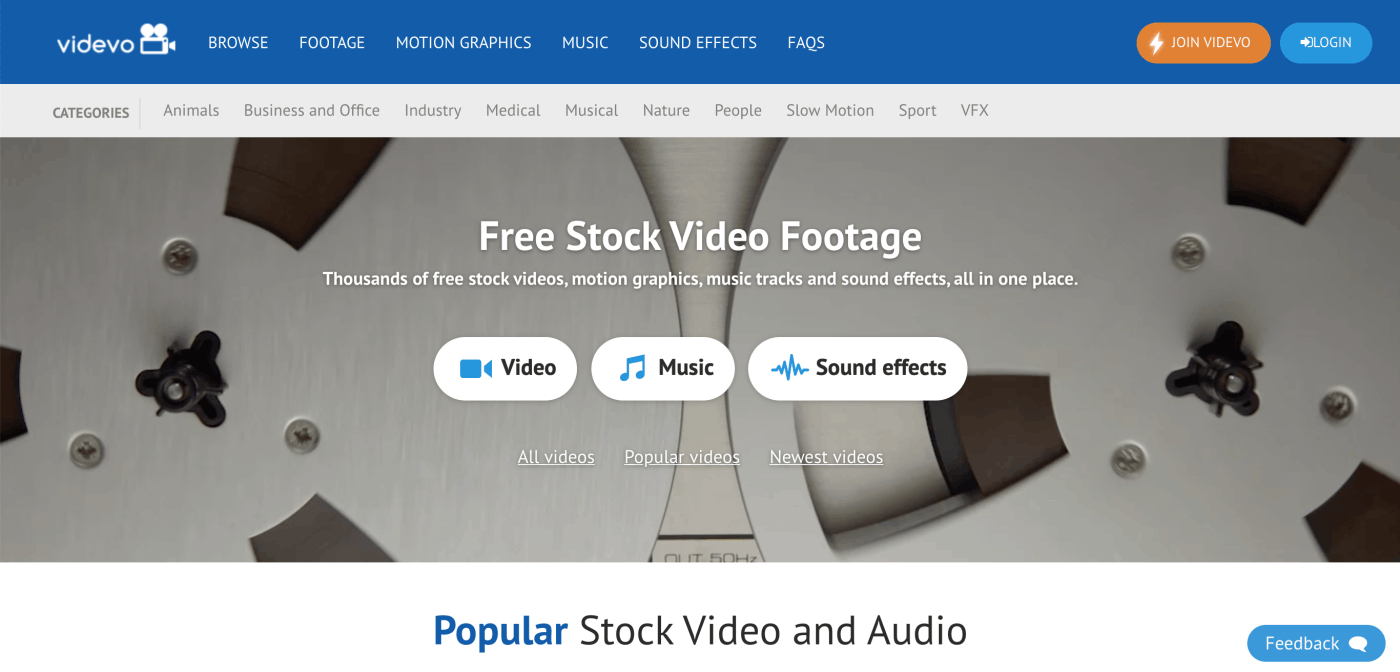 videvo
BROWSE FOOTAGE MOTION GRAPHICS MUSIC SOUND EFFECTS FAQS
JOIN VIDEVO LOGIN
CATEGORIES Animals Business and Office Industry Medical Musical Nature People Slow Motion Sport VFX
Free Stock Video Footage
Thousands of free stock videos, motion graphics, music tracks and sound effects, all in one place.
Video Music Sound effects
All videos Popular videos Newest videos
OUT 50Hz
Popular Stock Video and Audio
Feedback